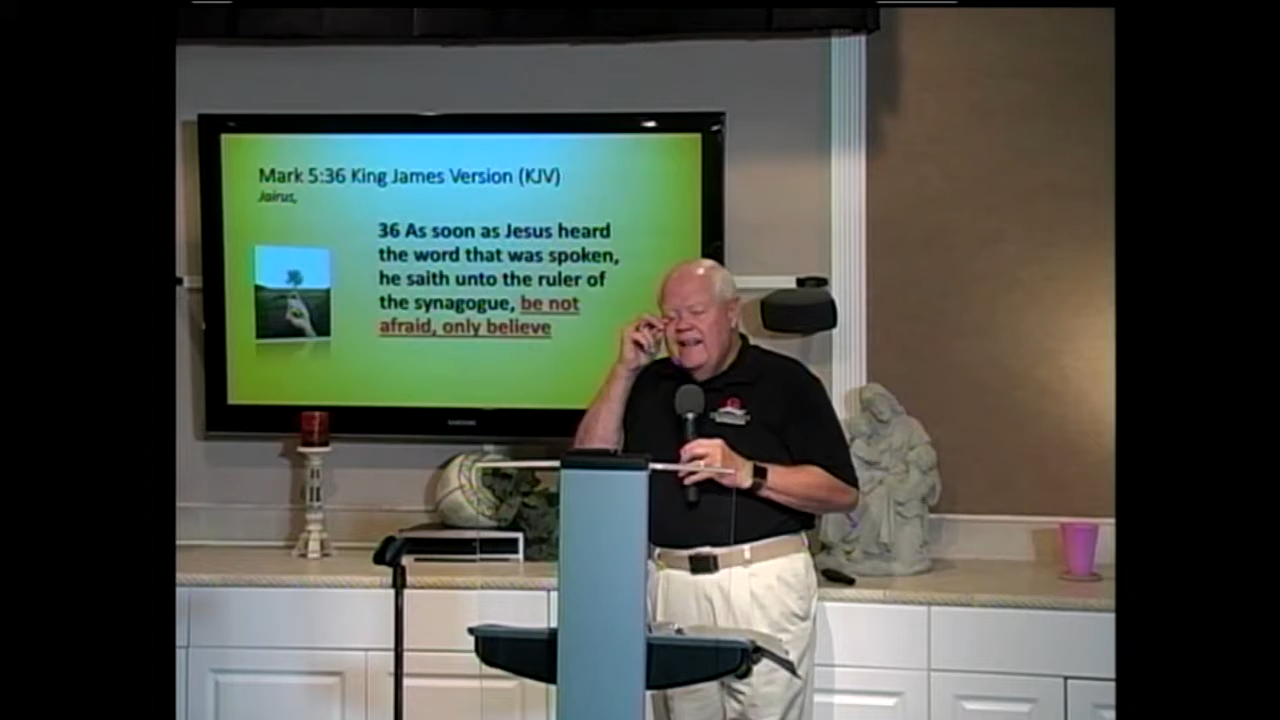 Mark 5:36 King James Version (KJV)
Jairus,
36 As soon as Jesus heard
the word that was spoken,
he saith unto the ruler of
the synagogue, be not
afraid, only believe
SAMSUNG